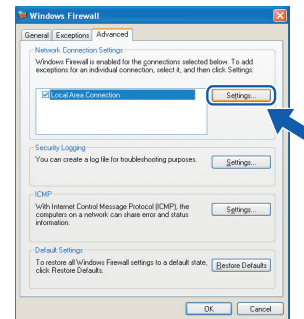 Windows Firewall
General
Exceptions
Advanced
Network Connection Settings
Windows Firewall is enabled for the connections selected below. To add
exceptions for an individual connection, select it, and then click Settings:
Local Area Connection
Settings...
Security Logging
You can create a log file for troubleshooting purposes.
Settings...
ICMP
With Internet Control Message Protocol (ICMP), the
computers on a network can share error and status
information.
Settings...
Default Settings
To restore all Windows Firewall settings to a default state,
click Restore Defaults.
Restore Defaults
OK
Cancel